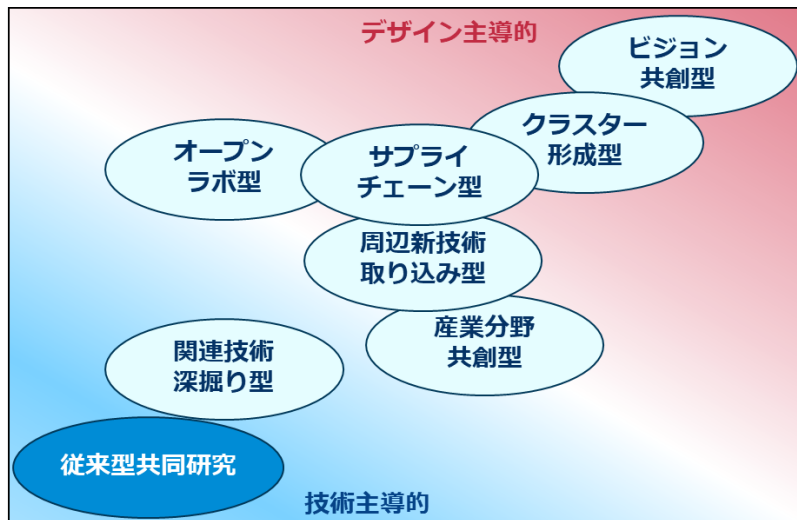 デザイン主導的
ビジョン
共創型
クラスター
形成型
オープン
ラボ型
サプライ
チェーン型
周辺新技術
取り込み型
産業分野
共創型
関連技術
深掘り型
従来型共同研究
技術主導的